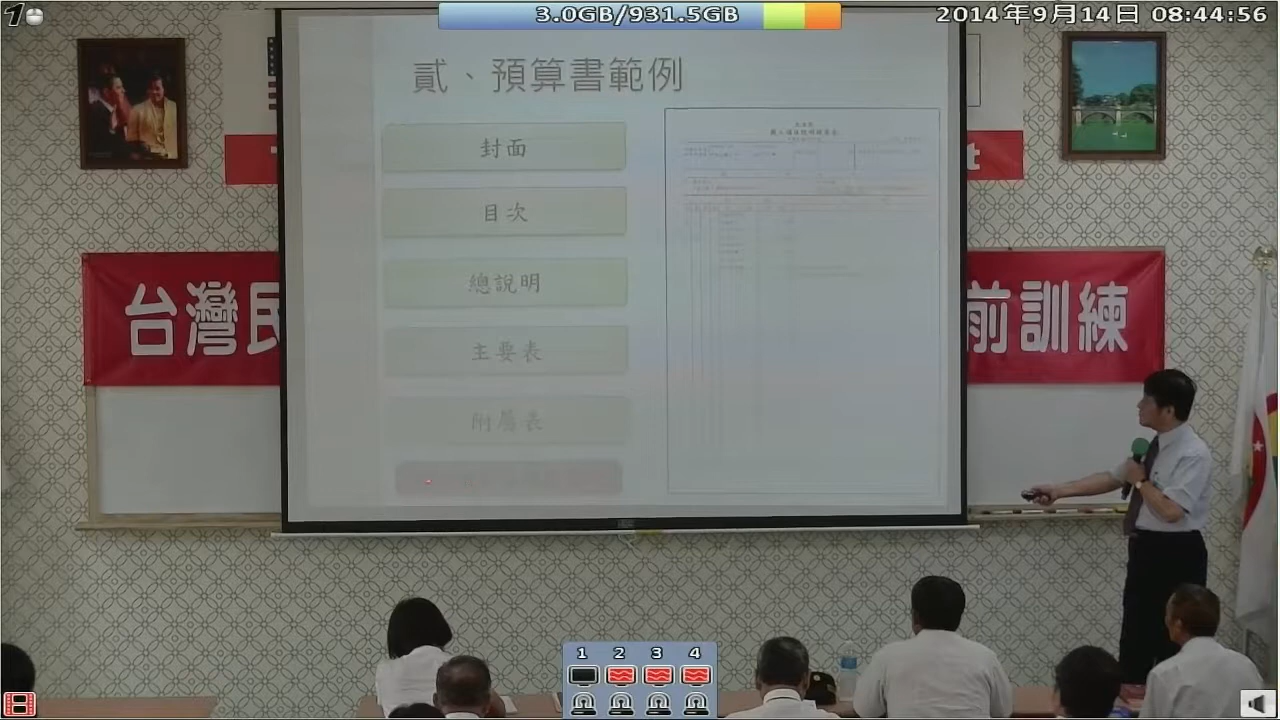 1
3.0GB/931.5GB
2014年9月14日 08:44:56
貳、預算書範例
封面
目次
總說明
主要表
附屬表
t
台灣民
前訓練
1 2 3 4